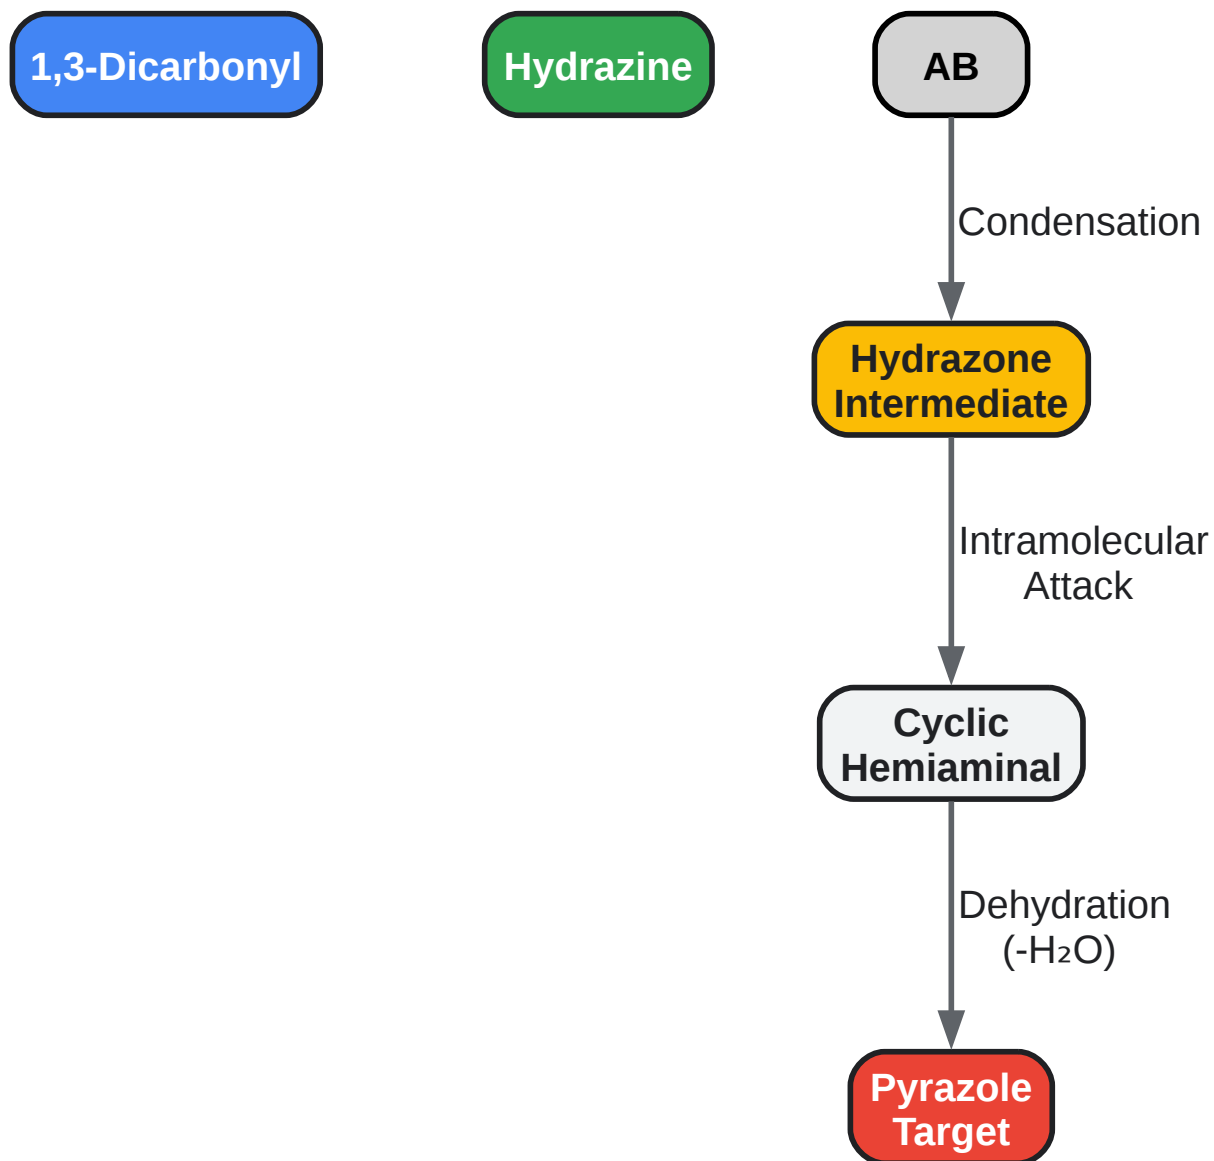 1,3-Dicarbonyl
Hydrazine
AB
Condensation
Hydrazone
Intermediate
Intramolecular
Attack
Cyclic
Hemiaminal
Dehydration
(-H₂O)
Pyrazole
Target